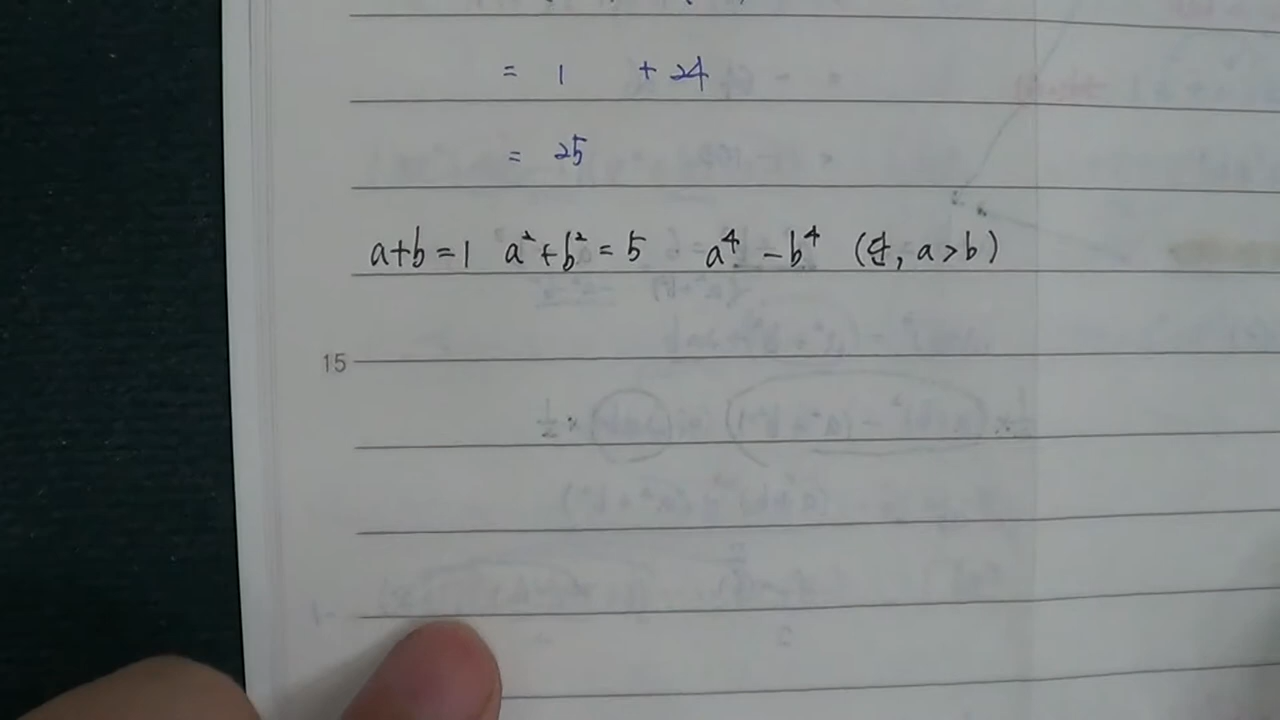 = 1 + 24
= 25
a+b=1 a²+b²=5 a⁴-b⁴ (단, a>b)
15